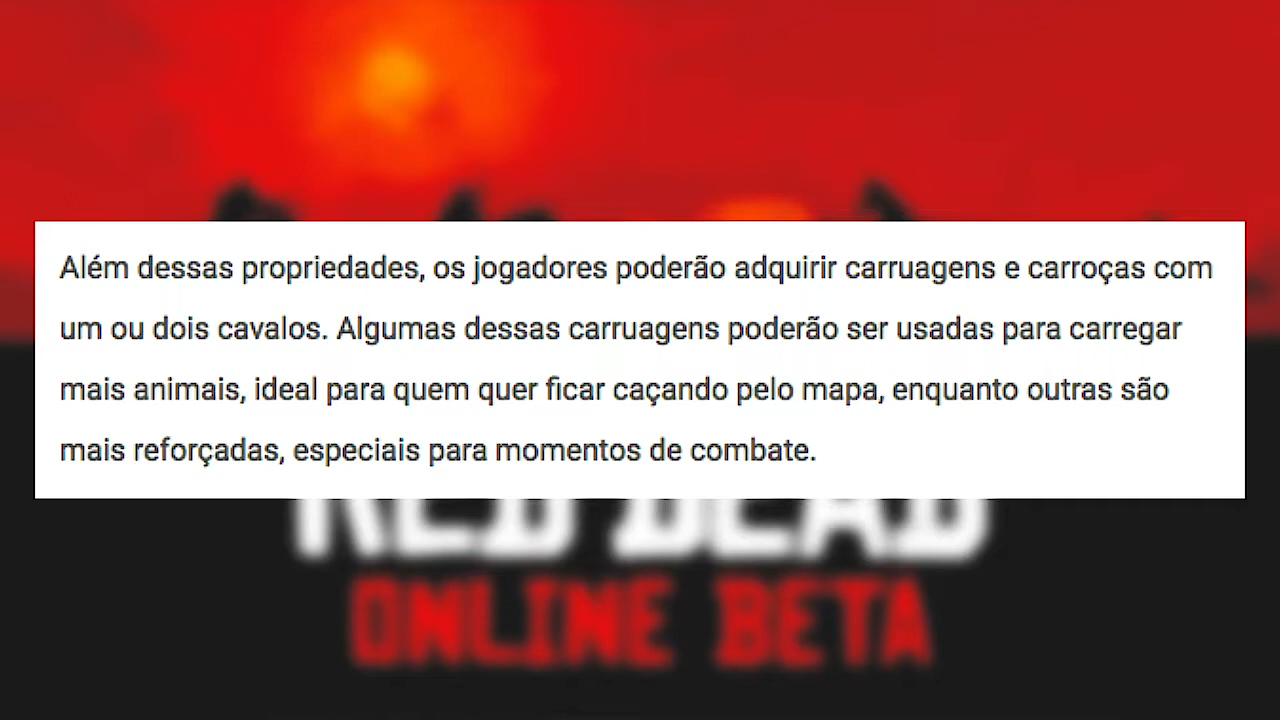 Além dessas propriedades, os jogadores poderão adquirir carruagens e carroças com
um ou dois cavalos. Algumas dessas carruagens poderão ser usadas para carregar
mais animais, ideal para quem quer ficar caçando pelo mapa, enquanto outras são
mais reforçadas, especiais para momentos de combate.
RED DEAD
ONLINE BETA